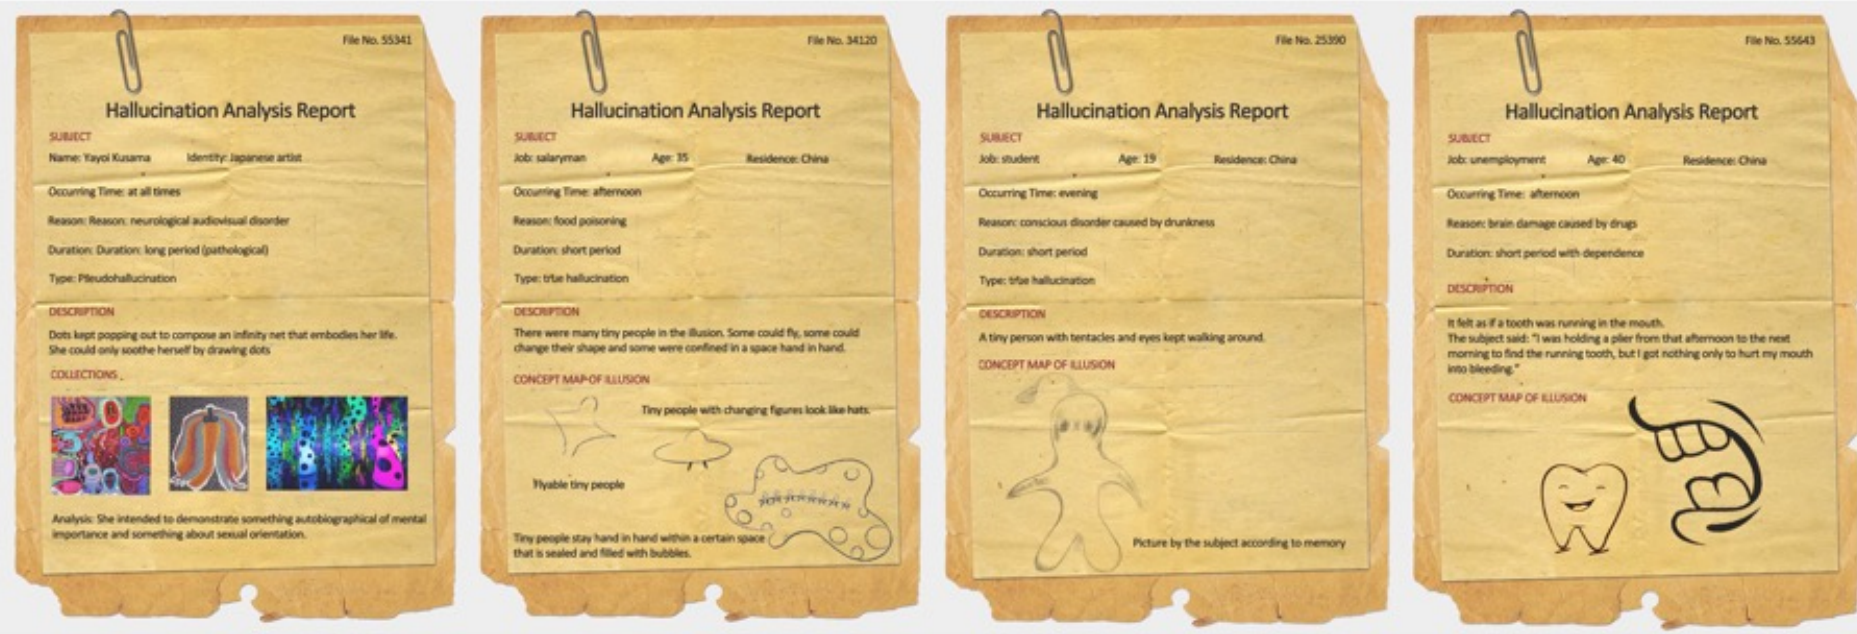 File No. 55341
Hallucination Analysis Report
SUBJECT
Name: Yayoi Kusama Identity: Japanese artist
Occurring Time: at all times
Reason: Reason: neurological audiovisual disorder
Duration: Duration: long period (pathological)
Type: Pseudohallucination
DESCRIPTION
Dots kept popping out to compose an infinity net that embodies her life.
She could only soothe herself by drawing dots
COLLECTIONS
Analysis: She intended to demonstrate something autobiographical of mental
importance and something about sexual orientation.
File No. 34120
Hallucination Analysis Report
SUBJECT
Job: salaryman Age: 35 Residence: China
Occurring Time: afternoon
Reason: food poisoning
Duration: short period
Type: true hallucination
DESCRIPTION
There were many tiny people in the illusion. Some could fly, some could
change their shape and some were confined in a space hand in hand.
CONCEPT MAP OF ILLUSION
Tiny people with changing figures look like hats.
Flyable tiny people
Tiny people stay hand in hand within a certain space
that is sealed and filled with bubbles.
File No. 25390
Hallucination Analysis Report
SUBJECT
Job: student Age: 19 Residence: China
Occurring Time: evening
Reason: conscious disorder caused by drunkness
Duration: short period
Type: true hallucination
DESCRIPTION
A tiny person with tentacles and eyes kept walking around.
CONCEPT MAP OF ILLUSION
Picture by the subject according to memory
File No. 55643
Hallucination Analysis Report
SUBJECT
Job: unemployment Age: 40 Residence: China
Occurring Time: afternoon
Reason: brain damage caused by drugs
Duration: short period with dependence
DESCRIPTION
It felt as if a tooth was running in the mouth.
The subject said: "I was holding a plier from that afternoon to the next
morning to find the running tooth, but I got nothing only to hurt my mouth
into bleeding."
CONCEPT MAP OF ILLUSION